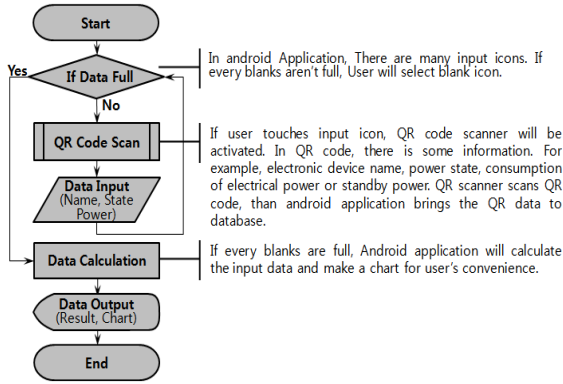 Start
Yes
If Data Full
In android Application, There are many input icons. If
every blanks aren't full, User will select blank icon.
No
QR Code Scan
If user touches input icon, QR code scanner will be
activated. In QR code, there is some information. For
example, electronic device name, power state, consumption
of electrical power or standby power. QR scanner scans QR
code, than android application brings the QR data to
database.
Data Input
(Name, State
Power)
Data Calculation
If every blanks are full, Android application will calculate
the input data and make a chart for user's convenience.
Data Output
(Result, Chart)
End